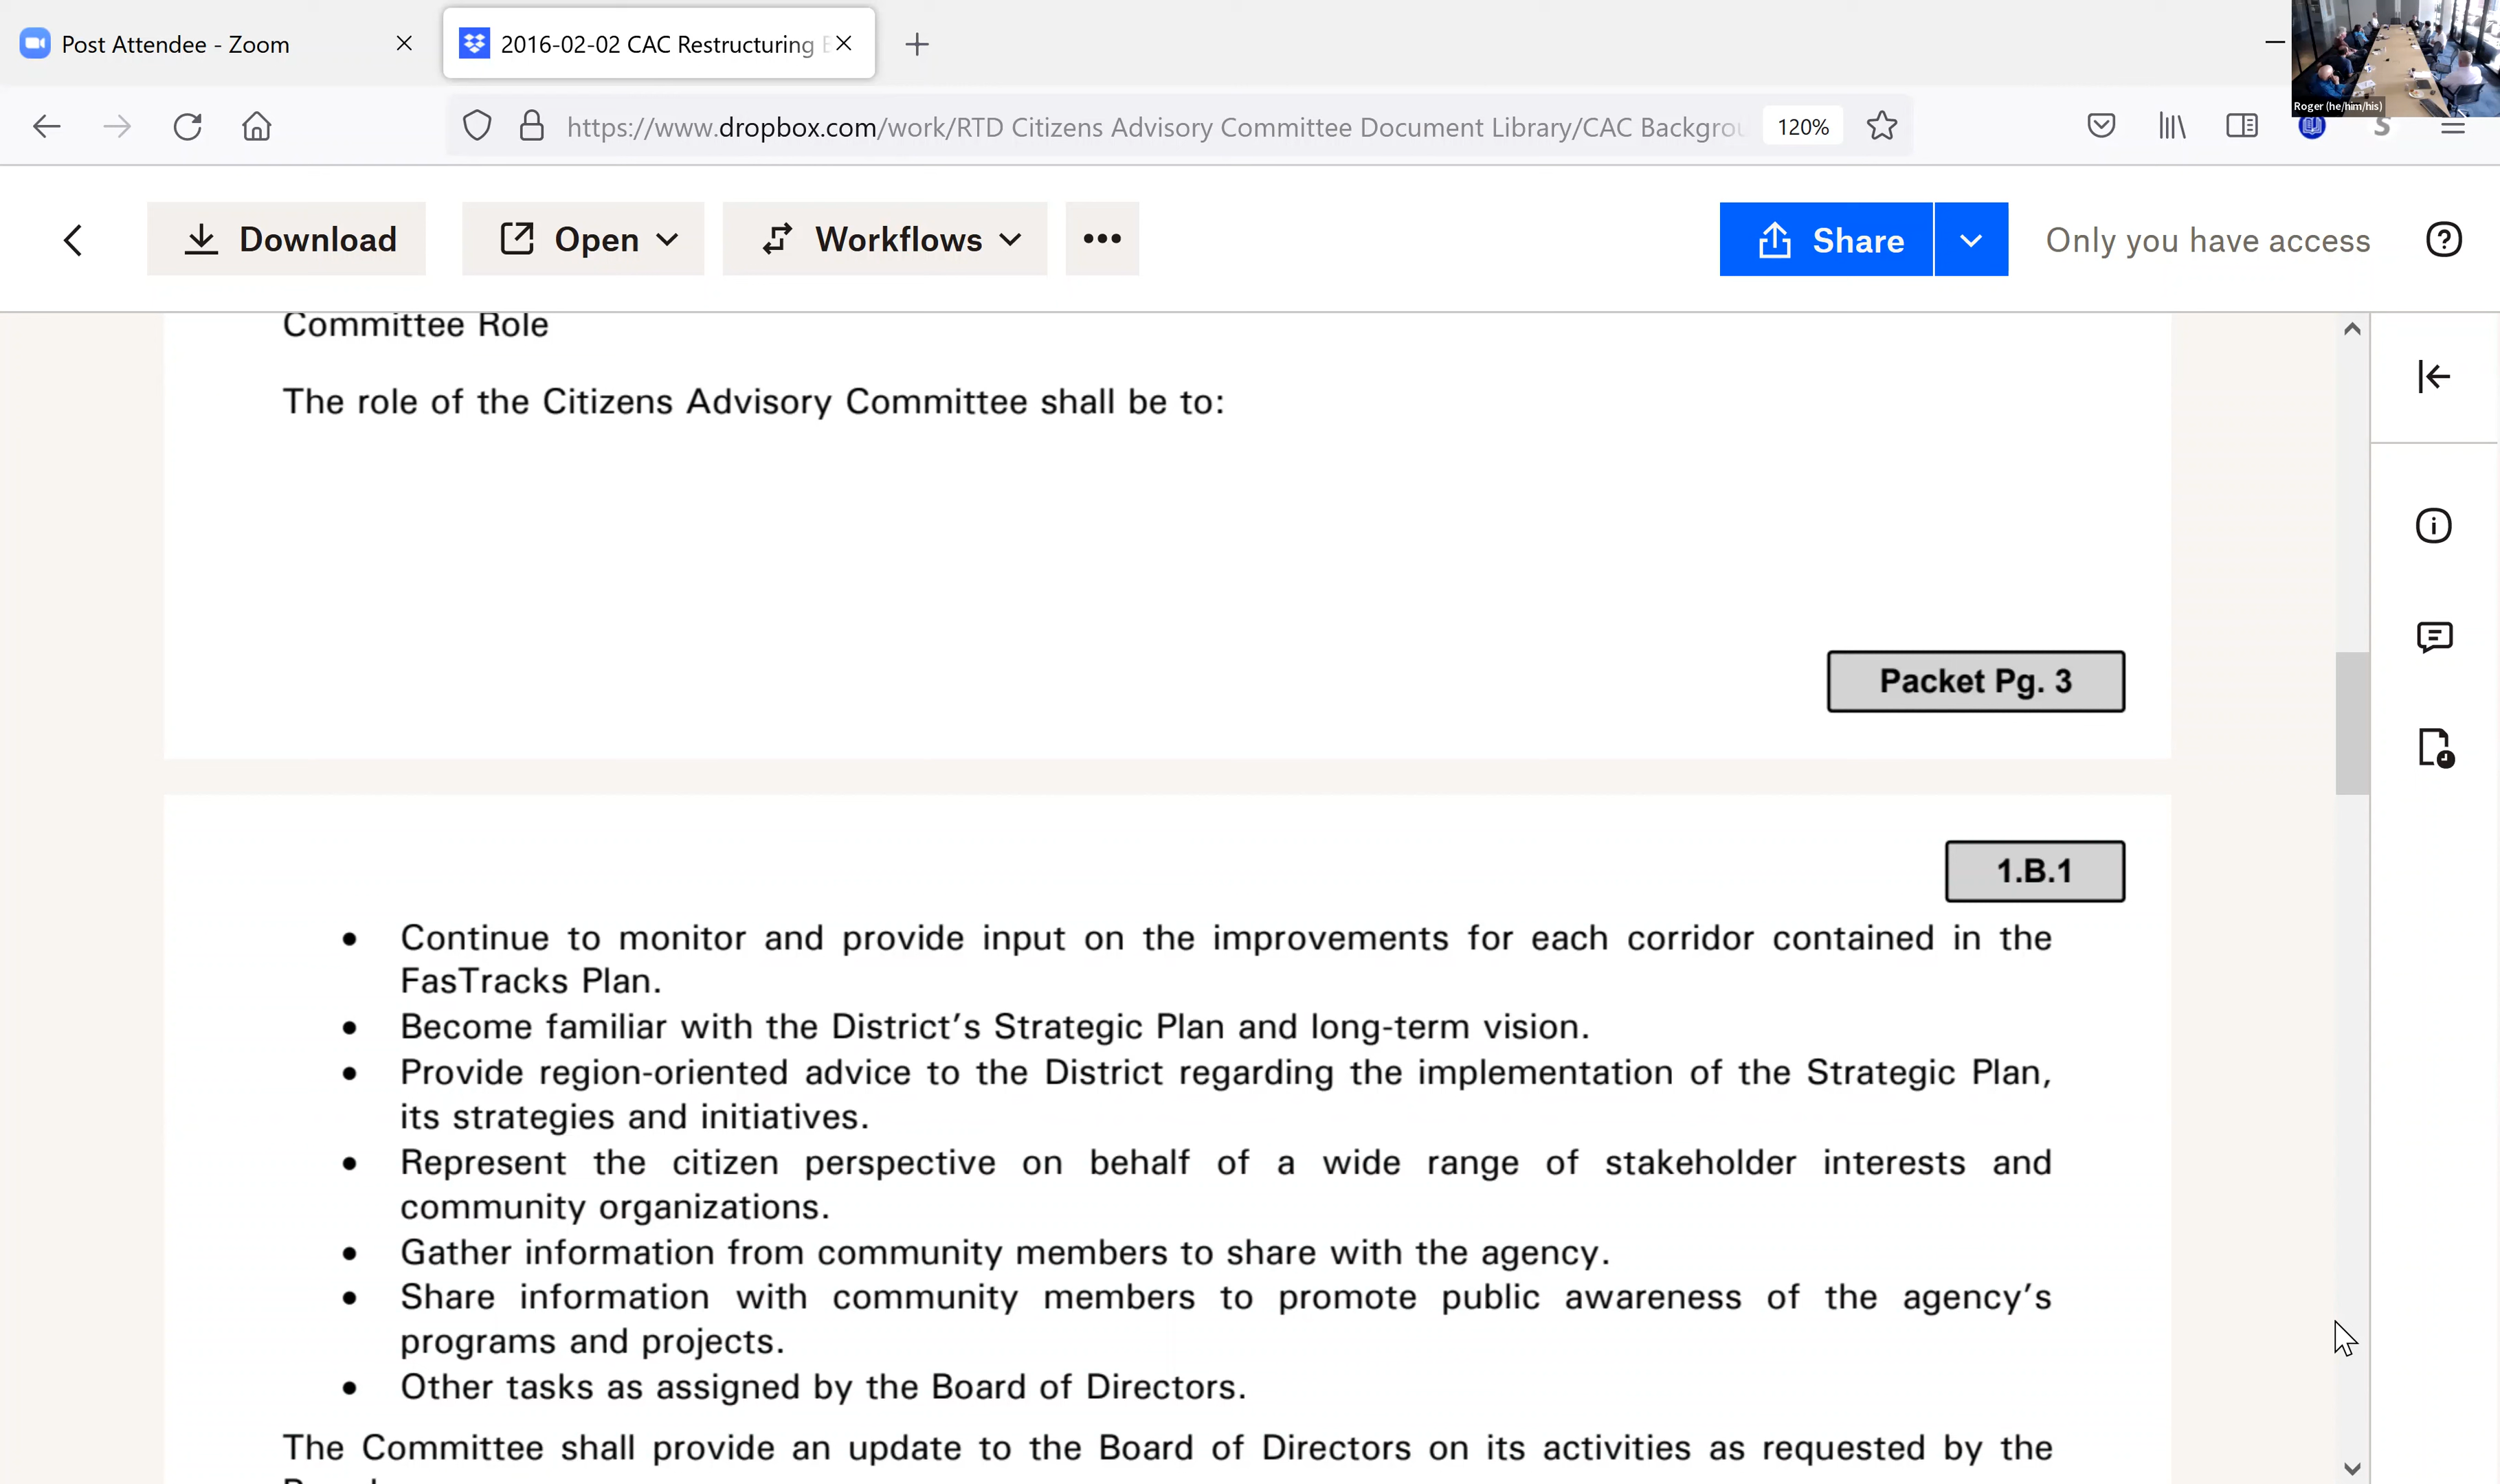 Post Attendee - Zoom
2016-02-02 CAC Restructuring
Roger (he/him/his)
https://www.dropbox.com/work/RTD Citizens Advisory Committee Document Library/CAC Backgrou
120%
S
Download
Open
Workflows
Share
Only you have access
Committee Role
The role of the Citizens Advisory Committee shall be to:
Packet Pg. 3
1.B.1
• Continue to monitor and provide input on the improvements for each corridor contained in the
FasTracks Plan.
• Become familiar with the District's Strategic Plan and long-term vision.
• Provide region-oriented advice to the District regarding the implementation of the Strategic Plan,
its strategies and initiatives.
• Represent the citizen perspective on behalf of a wide range of stakeholder interests and
community organizations.
• Gather information from community members to share with the agency.
• Share information with community members to promote public awareness of the agency's
programs and projects.
• Other tasks as assigned by the Board of Directors.
The Committee shall provide an update to the Board of Directors on its activities as requested by the